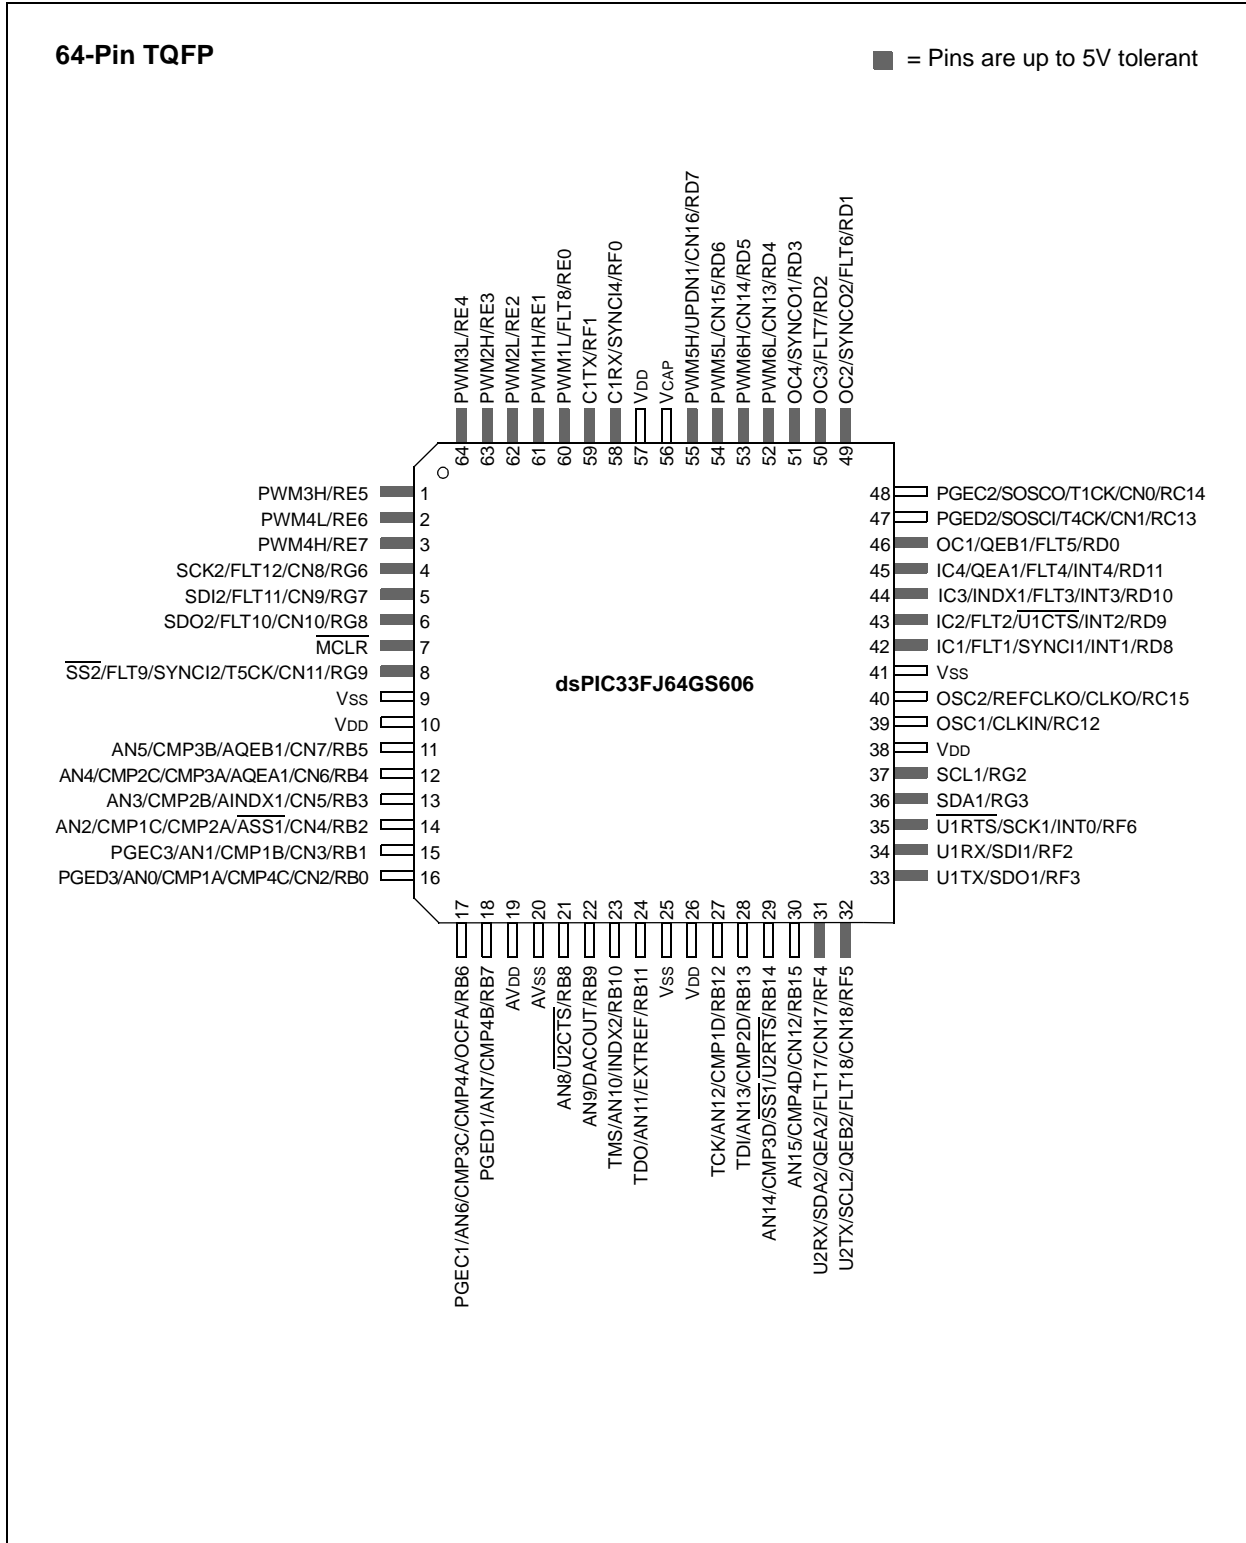 64-Pin TQFP
= Pins are up to 5V tolerant
PWM3L/RE4
PWM2H/RE3
PWM2L/RE2
PWM1H/RE1
PWM1L/FLT8/RE0
C1TX/RF1
C1RX/SYNCI4/RF0
VDD
VCAP
PWM5H/UPDN1/CN16/RD7
PWM5L/CN15/RD6
PWM6H/CN14/RD5
PWM6L/CN13/RD4
OC4/SYNCO1/RD3
OC3/FLT7/RD2
OC2/SYNCO2/FLT6/RD1
64 63 62 61 60 59 58 57 56 55 54 53 52 51 50 49
PWM3H/RE5 1
PWM4L/RE6 2
PWM4H/RE7 3
SCK2/FLT12/CN8/RG6 4
SDI2/FLT11/CN9/RG7 5
SDO2/FLT10/CN10/RG8 6
MCLR 7
SS2/FLT9/SYNCI2/T5CK/CN11/RG9 8
VSS 9
VDD 10
AN5/CMP3B/AQEB1/CN7/RB5 11
AN4/CMP2C/CMP3A/AQEA1/CN6/RB4 12
AN3/CMP2B/AINDX1/CN5/RB3 13
AN2/CMP1C/CMP2A/ASS1/CN4/RB2 14
PGEC3/AN1/CMP1B/CN3/RB1 15
PGED3/AN0/CMP1A/CMP4C/CN2/RB0 16
dsPIC33FJ64GS606
48 PGEC2/SOSCO/T1CK/CN0/RC14
47 PGED2/SOSCI/T4CK/CN1/RC13
46 OC1/QEB1/FLT5/RD0
45 IC4/QEA1/FLT4/INT4/RD11
44 IC3/INDX1/FLT3/INT3/RD10
43 IC2/FLT2/U1CTS/INT2/RD9
42 IC1/FLT1/SYNCI1/INT1/RD8
41 VSS
40 OSC2/REFCLKO/CLKO/RC15
39 OSC1/CLKIN/RC12
38 VDD
37 SCL1/RG2
36 SDA1/RG3
35 U1RTS/SCK1/INT0/RF6
34 U1RX/SDI1/RF2
33 U1TX/SDO1/RF3
17 18 19 20 21 22 23 24 25 26 27 28 29 30 31 32
PGEC1/AN6/CMP3C/CMP4A/OCFA/RB6
PGED1/AN7/CMP4B/RB7
AVDD
AVSS
AN8/U2CTS/RB8
AN9/DACOUT/RB9
TMS/AN10/INDX2/RB10
TDO/AN11/EXTREF/RB11
VSS
VDD
TCK/AN12/CMP1D/RB12
TDI/AN13/CMP2D/RB13
AN14/CMP3D/SS1/U2RTS/RB14
AN15/CMP4D/CN12/RB15
U2RX/SDA2/QEA2/FLT17/CN17/RF4
U2TX/SCL2/QEB2/FLT18/CN18/RF5